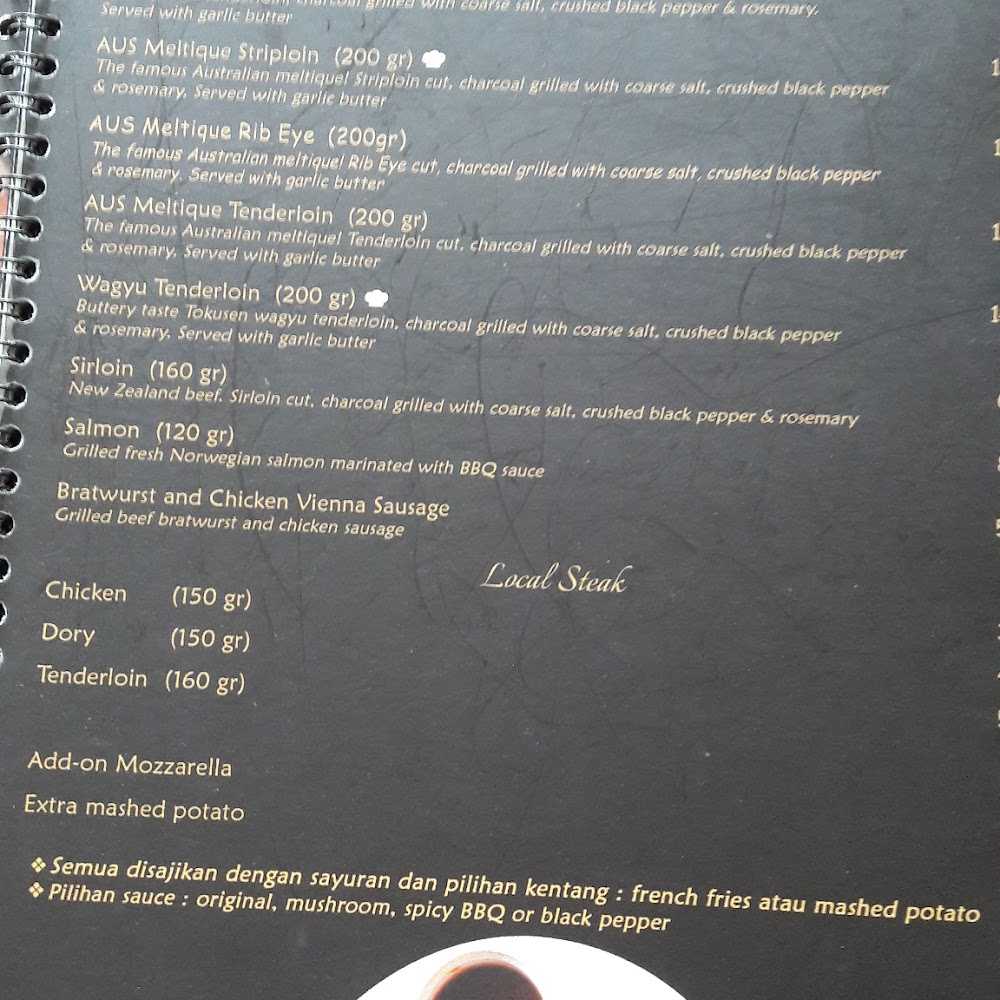 grilled with coarse salt, crushed black pepper & rosemary.
Served with garlic butter
AUS Meltique Striploin (200 gr)
The famous Australian meltique! Striploin cut, charcoal grilled with coarse salt, crushed black pepper
& rosemary. Served with garlic butter
AUS Meltique Rib Eye (200gr)
The famous Australian meltique! Rib Eye cut, charcoal grilled with coarse salt, crushed black pepper
& rosemary. Served with garlic butter
AUS Meltique Tenderloin (200 gr)
The famous Australian meltique! Tenderloin cut, charcoal grilled with coarse salt, crushed black pepper
& rosemary. Served with garlic butter
Wagyu Tenderloin (200 gr)
Buttery taste Tokusen wagyu tenderloin, charcoal grilled with coarse salt, crushed black pepper
& rosemary. Served with garlic butter
Sirloin (160 gr)
New Zealand beef. Sirloin cut, charcoal grilled with coarse salt, crushed black pepper & rosemary
Salmon (120 gr)
Grilled fresh Norwegian salmon marinated with BBQ sauce
Bratwurst and Chicken Vienna Sausage
Grilled beef bratwurst and chicken sausage
Local Steak
Chicken (150 gr)
Dory (150 gr)
Tenderloin (160 gr)
Add-on Mozzarella
Extra mashed potato
❖ Semua disajikan dengan sayuran dan pilihan kentang : french fries atau mashed potato
❖ Pilihan sauce : original, mushroom, spicy BBQ or black pepper